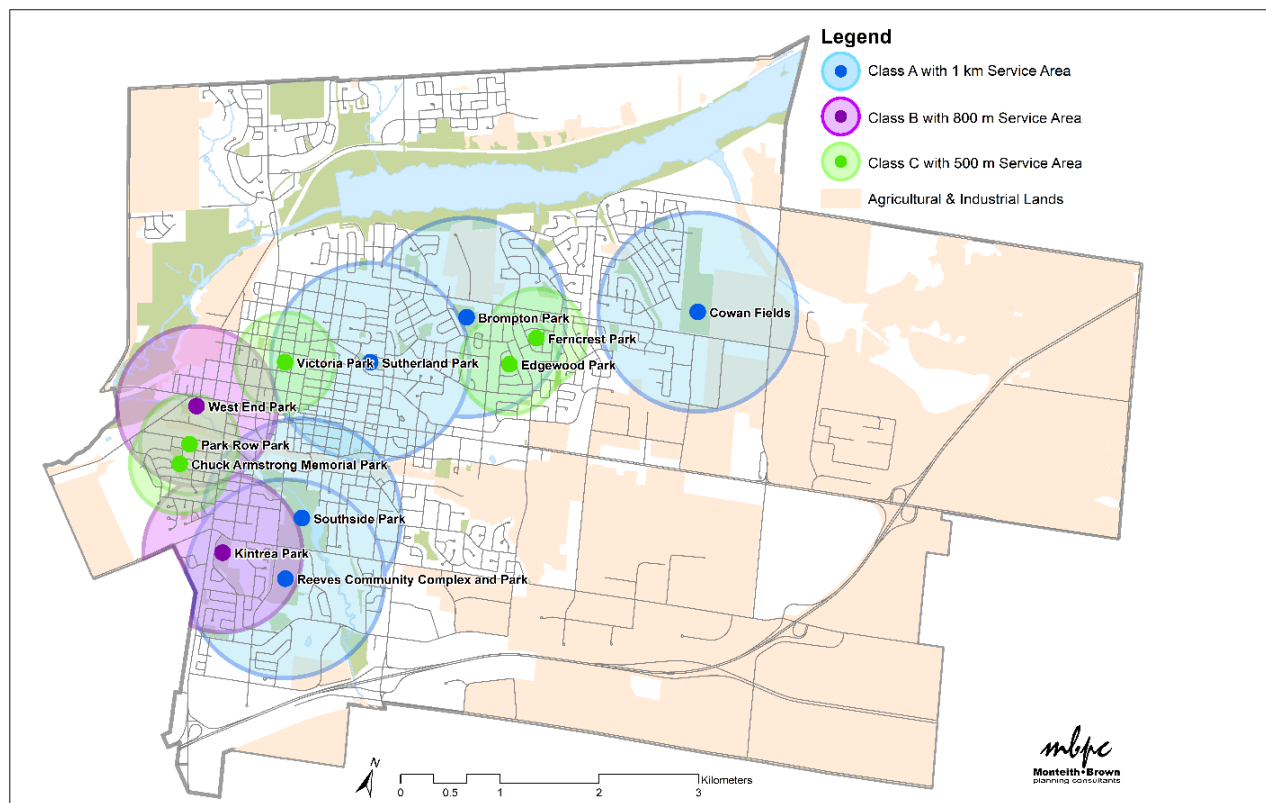 Legend
Class A with 1 km Service Area
Class B with 800 m Service Area
Class C with 500 m Service Area
Agricultural & Industrial Lands
Cowan Fields
Brompton Park
Ferncrest Park
Victoria Park
Sutherland Park
Edgewood Park
West End Park
Park Row Park
Chuck Armstrong Memorial Park
Southside Park
Kintrea Park
Reeves Community Complex and Park
N
Kilometers
0 0.5 1 2 3
mbpc
Monteith•Brown
planning consultants